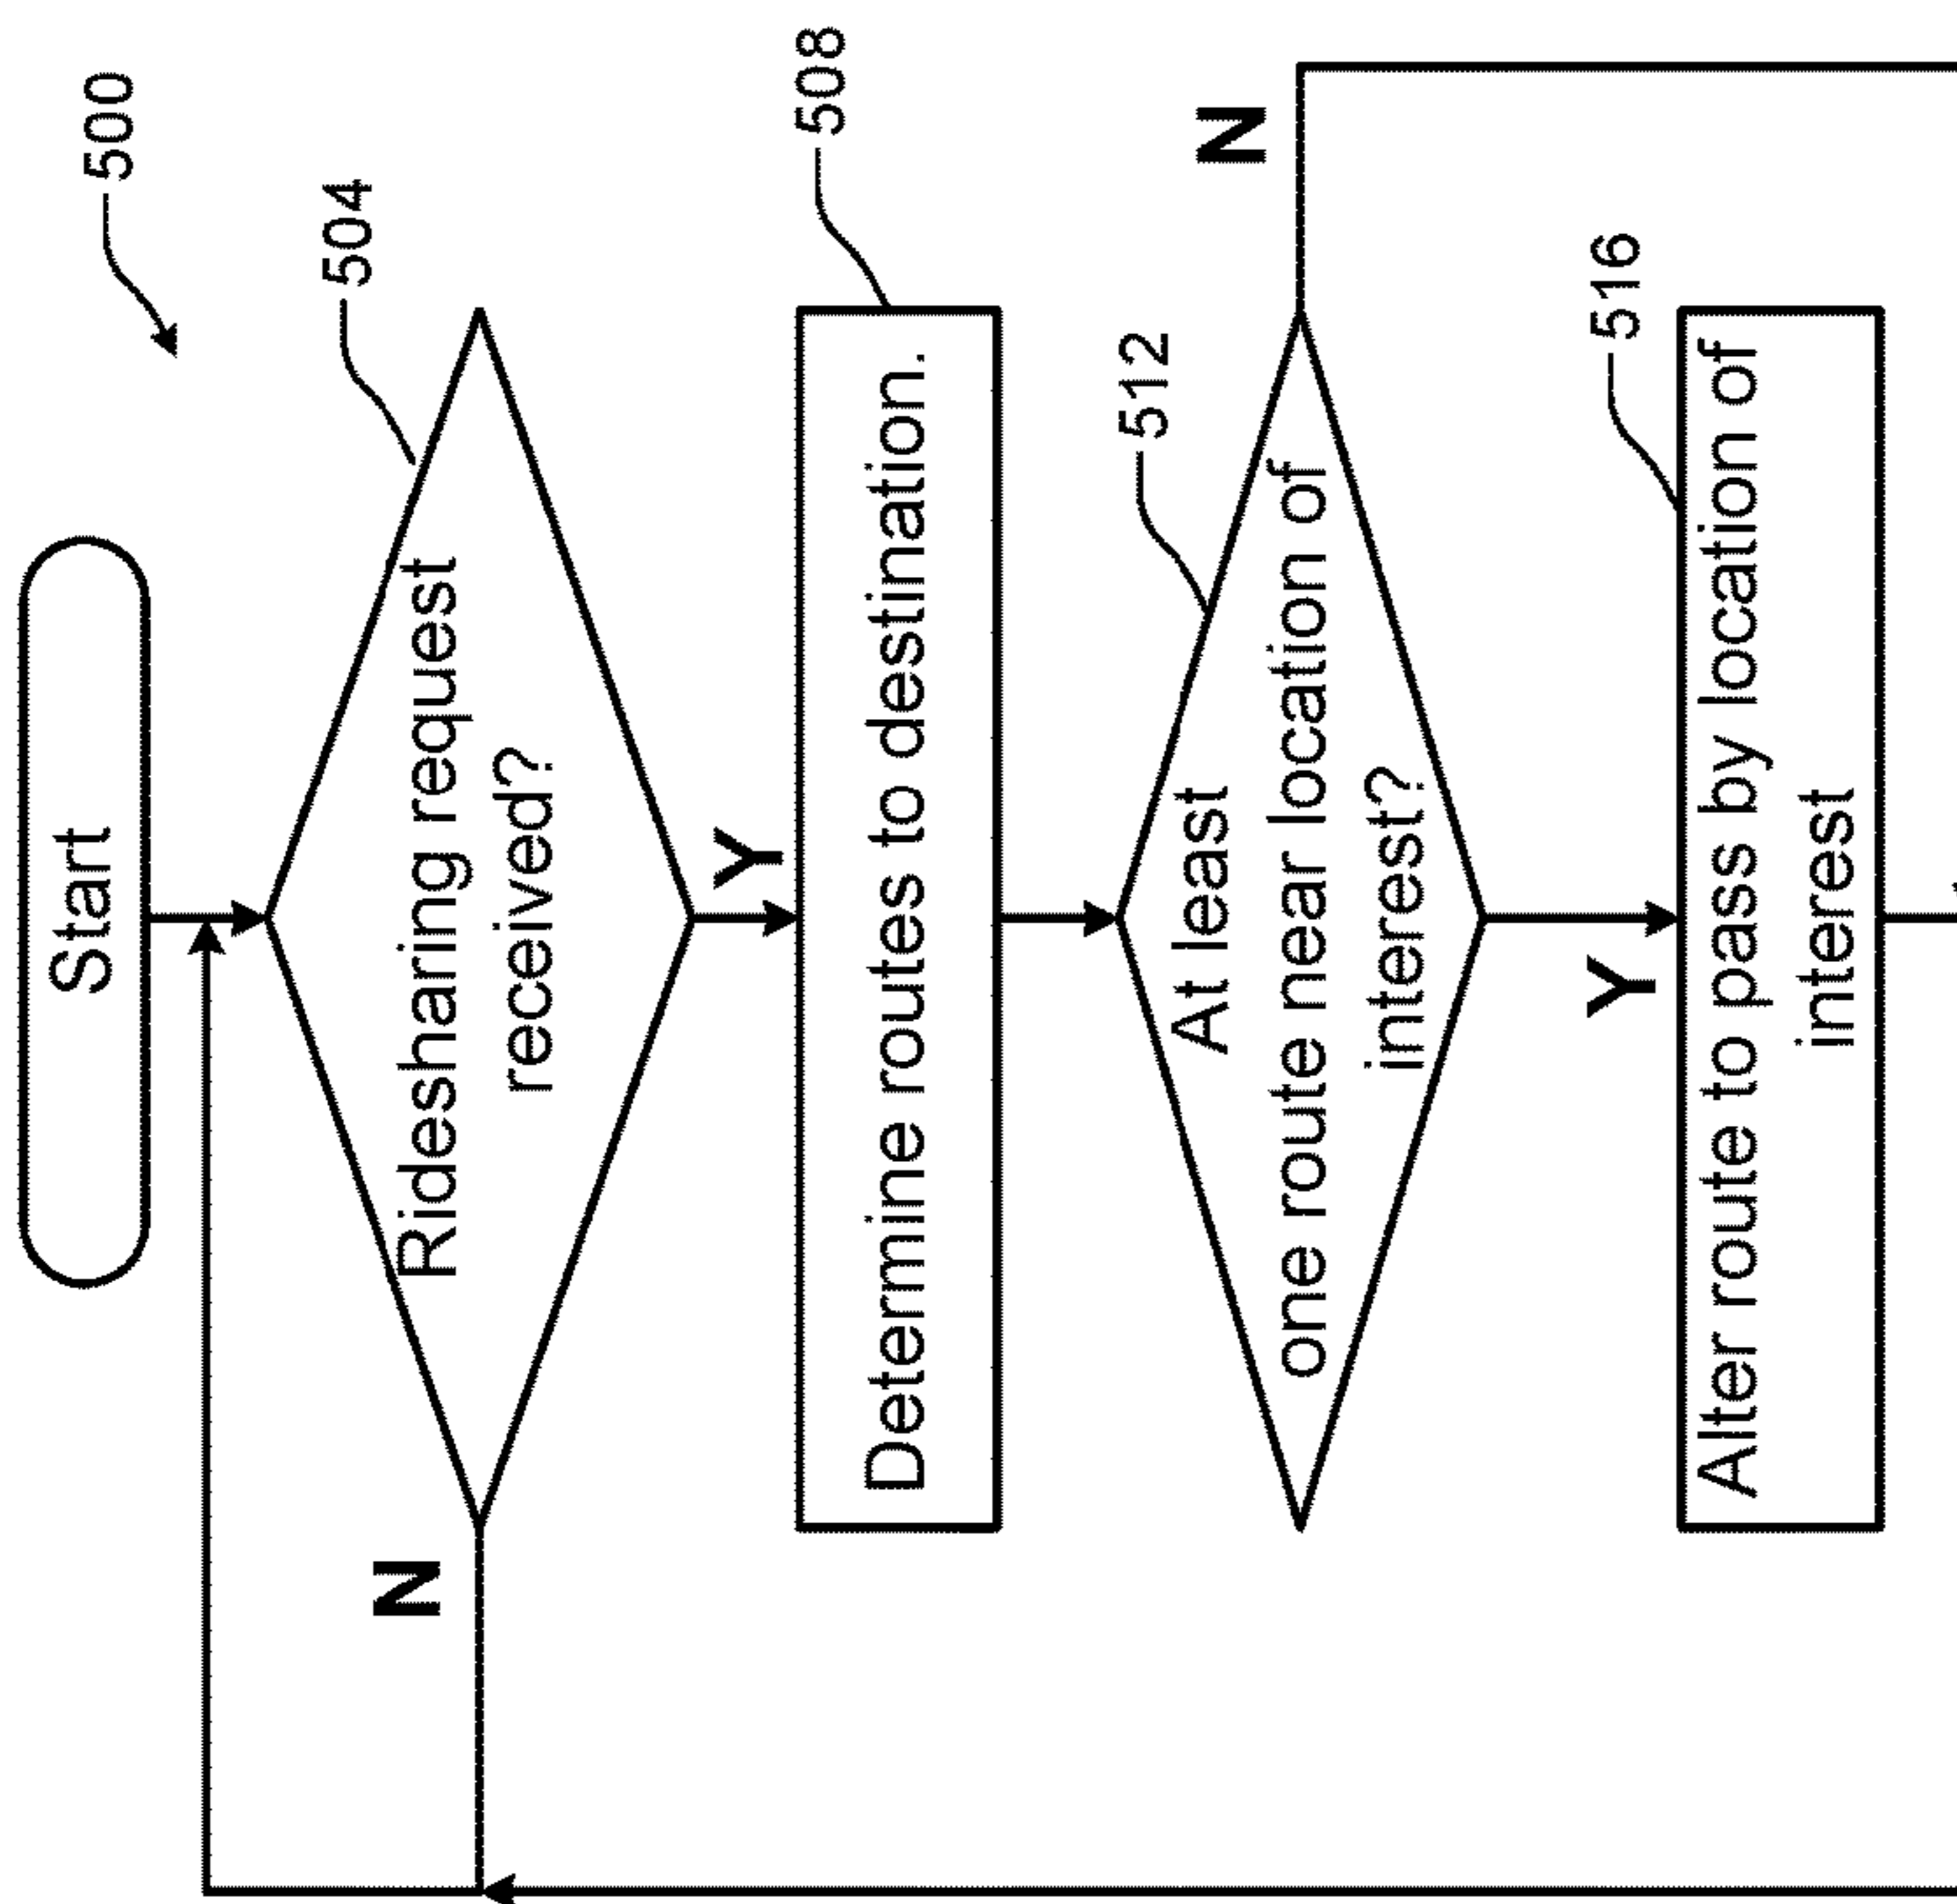 Start
500
504
Ridesharing request
received?
N
Y
508
Determine routes to destination.
512
At least
one route near location of
interest?
N
Y
516
Alter route to pass by location of
interest